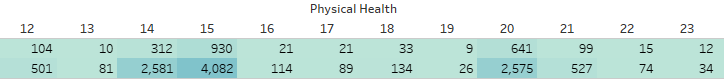 Physical Health
12 13 14 15 16 17 18 19 20 21 22 23
104 10 312 930 21 21 33 9 641 99 15 12
501 81 2,581 4,082 114 89 134 26 2,575 527 74 34